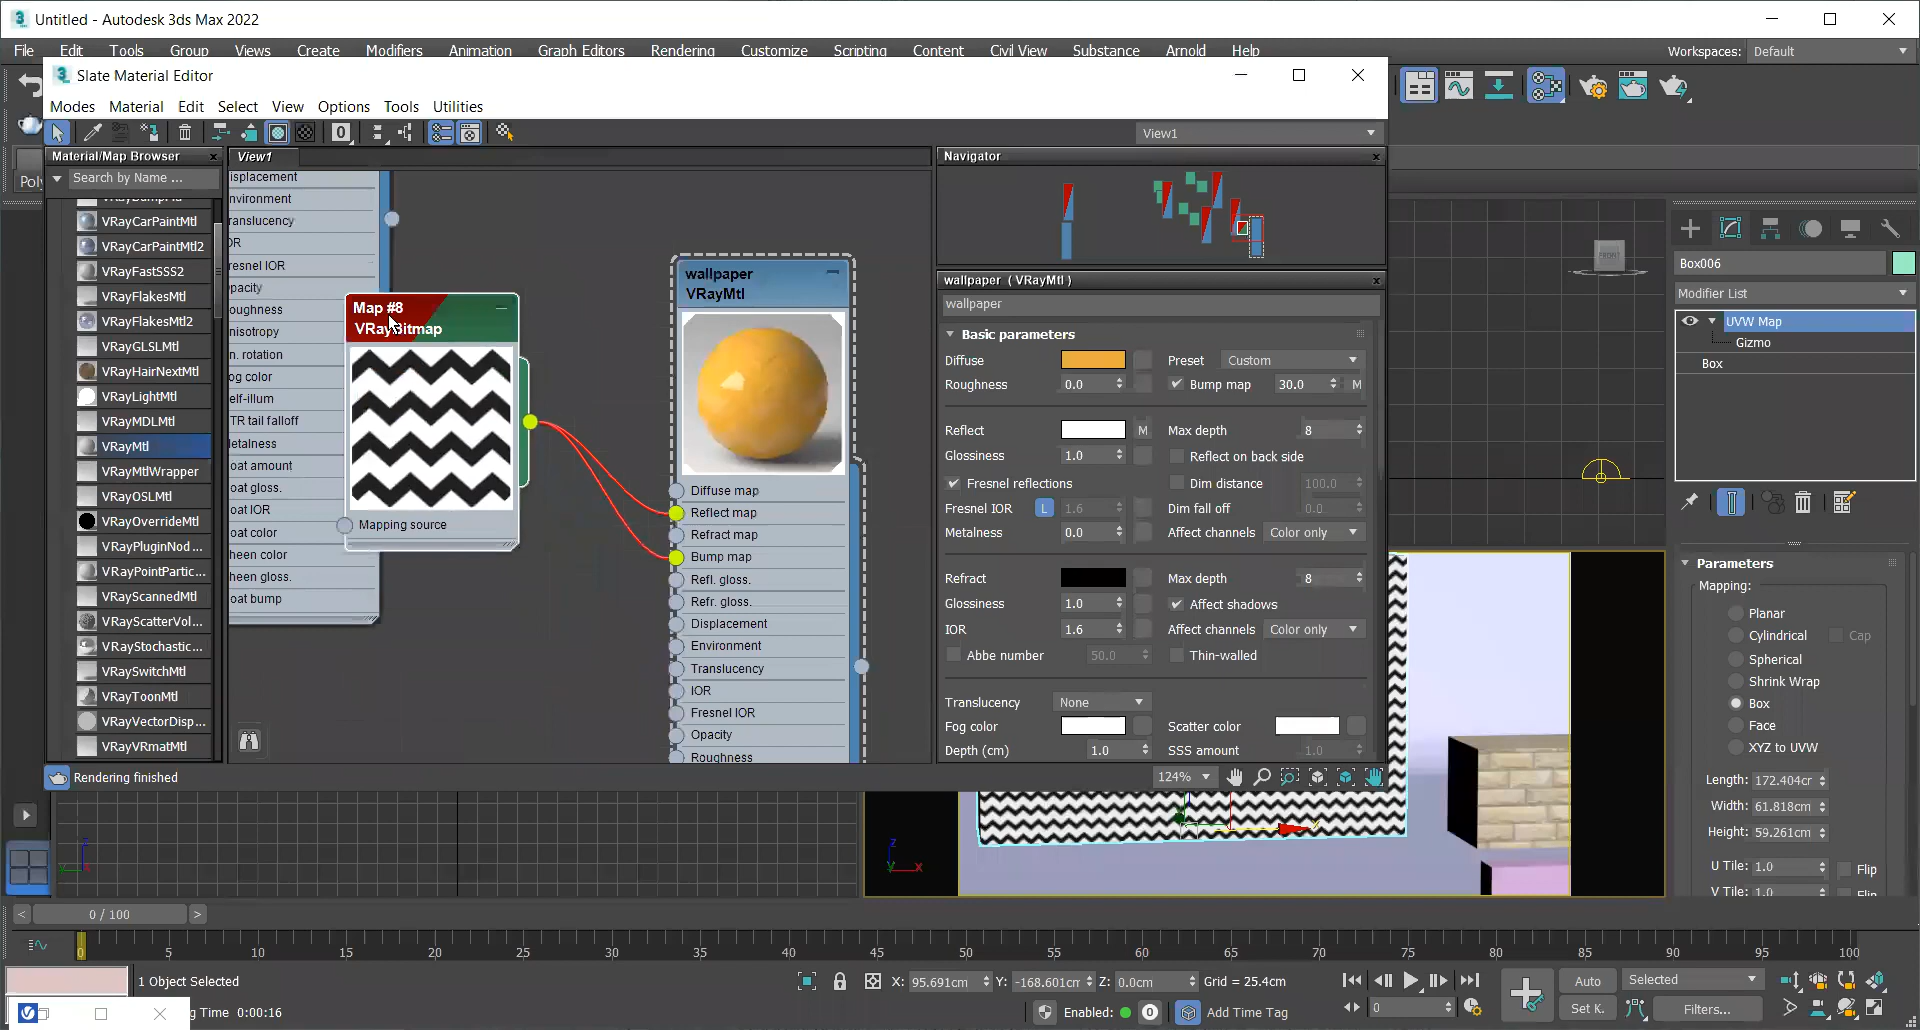 Untitled - Autodesk 3ds Max 2022
File Edit Tools Group Views Create Modifiers Animation Graph Editors Rendering Customize Scripting Content Civil View Substance Arnold Help
Workspaces: Default
Slate Material Editor
Modes Material Edit Select View Options Tools Utilities
0
View1
Material/Map Browser
View1
Navigator
Search by Name ...
VRayCarPaintMtl
VRayCarPaintMtl2
VRayFastSSS2
VRayFlakesMtl
VRayFlakesMtl2
VRayGLSLMtl
VRayHairNextMtl
VRayLightMtl
VRayMDLMtl
VRayMtl
VRayMtlWrapper
VRayOSLMtl
VRayOverrideMtl
VRayPluginNod ...
VRayPointPartic...
VRayScannedMtl
VRayScatterVol...
VRayStochastic...
VRaySwitchMtl
VRayToonMtl
VRayVectorDisp...
VRayVRmatMtl
isplacement
nvironment
ranslucency
OR
resnel IOR
pacity
oughness
nisotropy
n. rotation
og color
elf-illum
TR tail falloff
letalness
oat amount
oat gloss.
oat IOR
oat color
heen color
heen gloss.
oat bump
Map #8
VRayBitmap
Mapping source
wallpaper
VRayMtl
Diffuse map
Reflect map
Refract map
Bump map
Refl. gloss.
Refr. gloss.
Displacement
Environment
Translucency
IOR
Fresnel IOR
Opacity
Roughness
wallpaper ( VRayMtl )
wallpaper
Basic parameters
Diffuse Preset Custom
Roughness 0.0 Bump map 30.0 M
Reflect M Max depth 8
Glossiness 1.0 Reflect on back side
Fresnel reflections Dim distance 100.0
Fresnel IOR L 1.6 Dim fall off 0.0
Metalness 0.0 Affect channels Color only
Refract Max depth 8
Glossiness 1.0 Affect shadows
IOR 1.6 Affect channels Color only
Abbe number 50.0 Thin-walled
Translucency None
Fog color Scatter color
Depth (cm) 1.0 SSS amount 1.0
124%
Rendering finished
Poly
FRONT
Box006
Modifier List
UVW Map
Gizmo
Box
Parameters
Mapping:
Planar
Cylindrical Cap
Spherical
Shrink Wrap
Box
Face
XYZ to UVW
Length: 172.404cr
Width: 61.818cm
Height: 59.261cm
U Tile: 1.0 Flip
V Tile: 1.0 Flip
z
y x
z
y x
x
< 0 / 100 >
0 5 10 15 20 25 30 35 40 45 50 55 60 65 70 75 80 85 90 95 100
1 Object Selected
X: 95.691cm Y: -168.601cm Z: 0.0cm Grid = 25.4cm
Auto Selected
g Time 0:00:16
Enabled: 0 Add Time Tag
0
Set K. Filters...